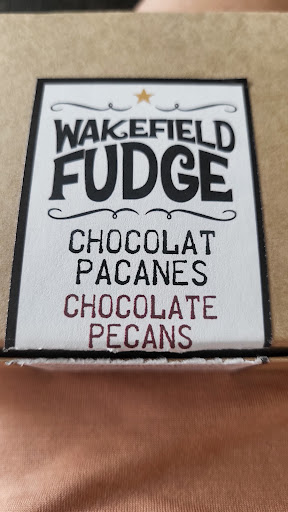 WAKEFIELD
FUDGE
CHOCOLAT
PACANES
CHOCOLATE
PECANS